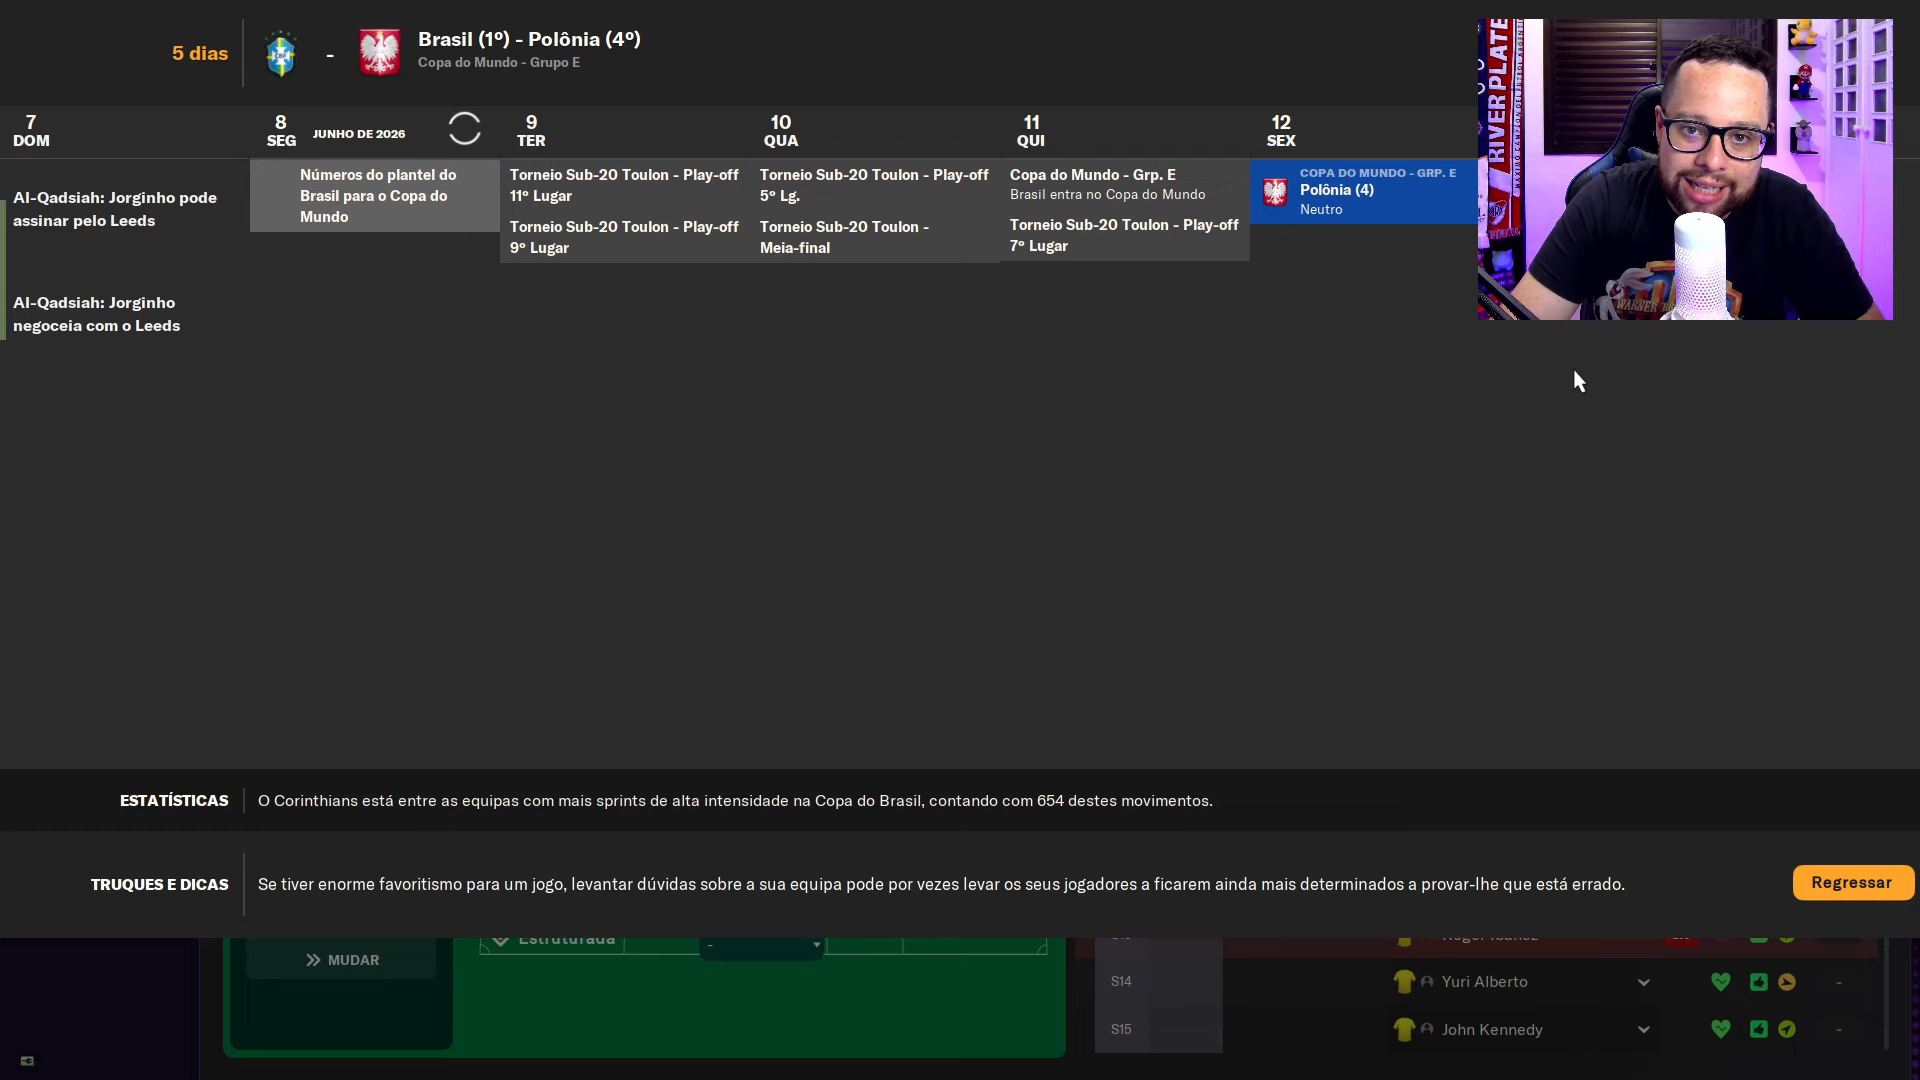 5 dias
-
Brasil (1º) - Polônia (4º)
Copa do Mundo - Grupo E
7
DOM
8
SEG
JUNHO DE 2026
9
TER
10
QUA
11
QUI
12
SEX
Al-Qadsiah: Jorginho pode
assinar pelo Leeds
Al-Qadsiah: Jorginho
negoceia com o Leeds
Números do plantel do
Brasil para o Copa do
Mundo
Torneio Sub-20 Toulon - Play-off
11º Lugar
Torneio Sub-20 Toulon - Play-off
9º Lugar
Torneio Sub-20 Toulon - Play-off
5º Lg.
Torneio Sub-20 Toulon -
Meia-final
Copa do Mundo - Grp. E
Brasil entra no Copa do Mundo
Torneio Sub-20 Toulon - Play-off
7º Lugar
COPA DO MUNDO - GRP. E
Polônia (4)
Neutro
RIVER PLATE
WARNER
ESTATÍSTICAS
O Corinthians está entre as equipas com mais sprints de alta intensidade na Copa do Brasil, contando com 654 destes movimentos.
TRUQUES E DICAS
Se tiver enorme favoritismo para um jogo, levantar dúvidas sobre a sua equipa pode por vezes levar os seus jogadores a ficarem ainda mais determinados a provar-lhe que está errado.
Regressar
Estruturada
-
MUDAR
S14
Yuri Alberto
-
S15
John Kennedy
-